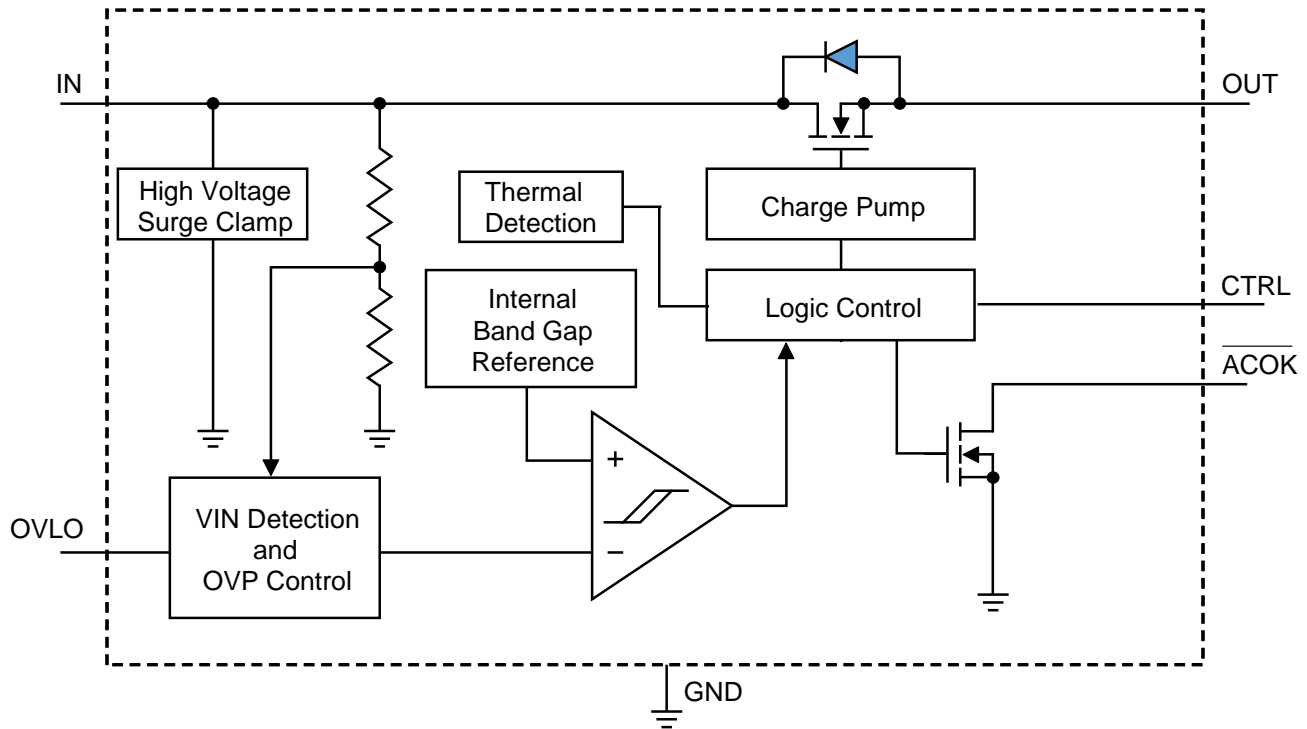 IN
OUT
High Voltage
Surge Clamp
Thermal
Detection
Charge Pump
Internal
Band Gap
Reference
Logic Control
CTRL
ACOK
+
−
VIN Detection
and
OVP Control
OVLO
GND